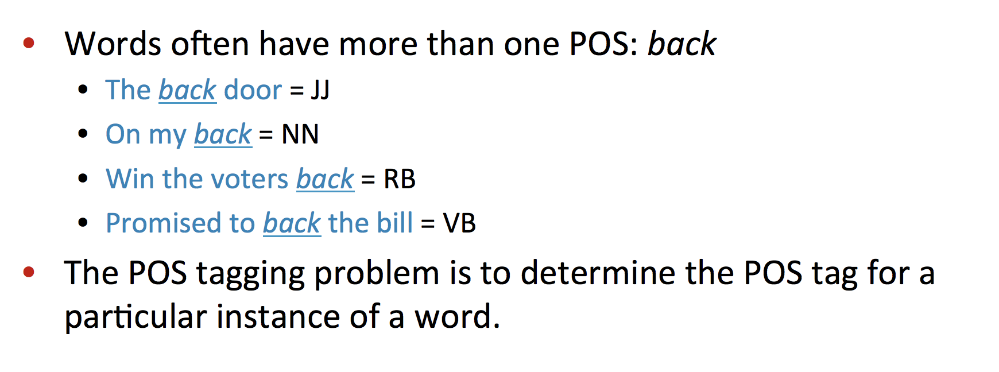 • Words often have more than one POS: back
• The back door = JJ
• On my back = NN
• Win the voters back = RB
• Promised to back the bill = VB
• The POS tagging problem is to determine the POS tag for a
particular instance of a word.